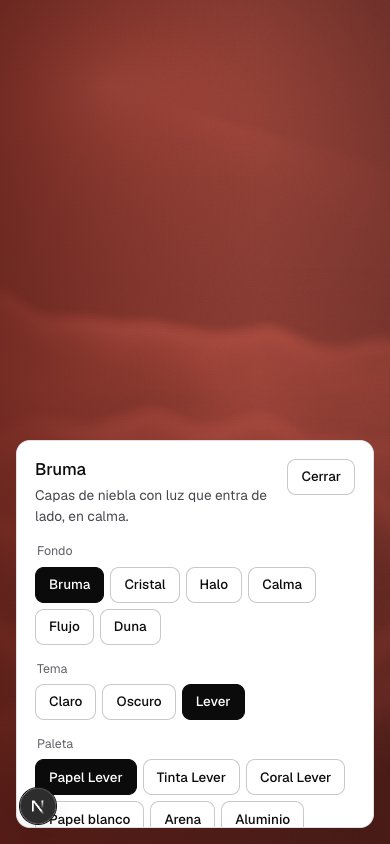 Bruma
Cerrar
Capas de niebla con luz que entra de
lado, en calma.
Fondo
Bruma Cristal Halo Calma
Flujo Duna
Tema
Claro Oscuro Lever
Paleta
Papel Lever Tinta Lever Coral Lever
N Papel blanco Arena Aluminio